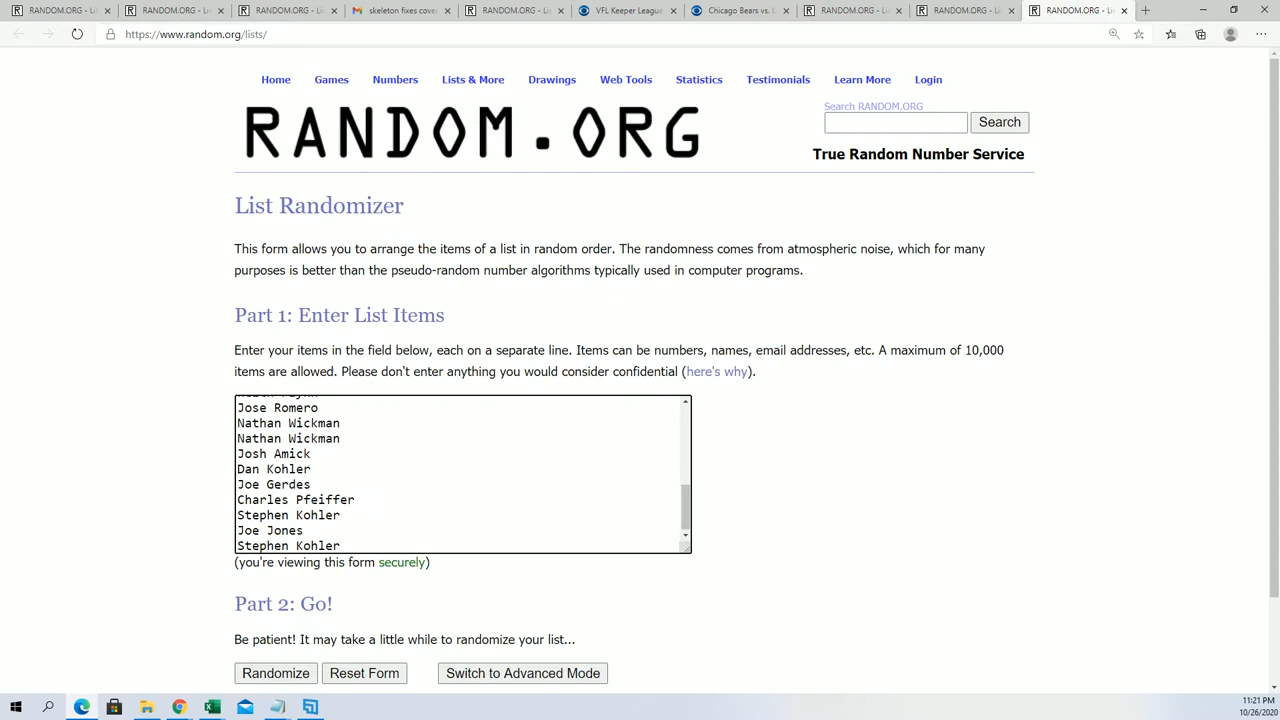 RANDOM.ORG - Li
RANDOM.ORG - Lis
RANDOM.ORG - Lis
skeleton fixes cover
RANDOM.ORG - Lis
VFL Keeper Leagu
Chicago Bears vs. L
RANDOM.ORG - Lis
RANDOM.ORG - Lis
RANDOM.ORG - Lis
https://www.random.org/lists/
Home Games Numbers Lists & More Drawings Web Tools Statistics Testimonials Learn More Login
RANDOM.ORG
Search RANDOM.ORG
Search
True Random Number Service
List Randomizer
This form allows you to arrange the items of a list in random order. The randomness comes from atmospheric noise, which for many
purposes is better than the pseudo-random number algorithms typically used in computer programs.
Part 1: Enter List Items
Enter your items in the field below, each on a separate line. Items can be numbers, names, email addresses, etc. A maximum of 10,000
items are allowed. Please don't enter anything you would consider confidential (here's why).
Jose Romero
Nathan Wickman
Nathan Wickman
Josh Amick
Dan Kohler
Joe Gerdes
Charles Pfeiffer
Stephen Kohler
Joe Jones
Stephen Kohler
(you're viewing this form securely)
Part 2: Go!
Be patient! It may take a little while to randomize your list...
Randomize Reset Form Switch to Advanced Mode
11:21 PM
10/26/2020